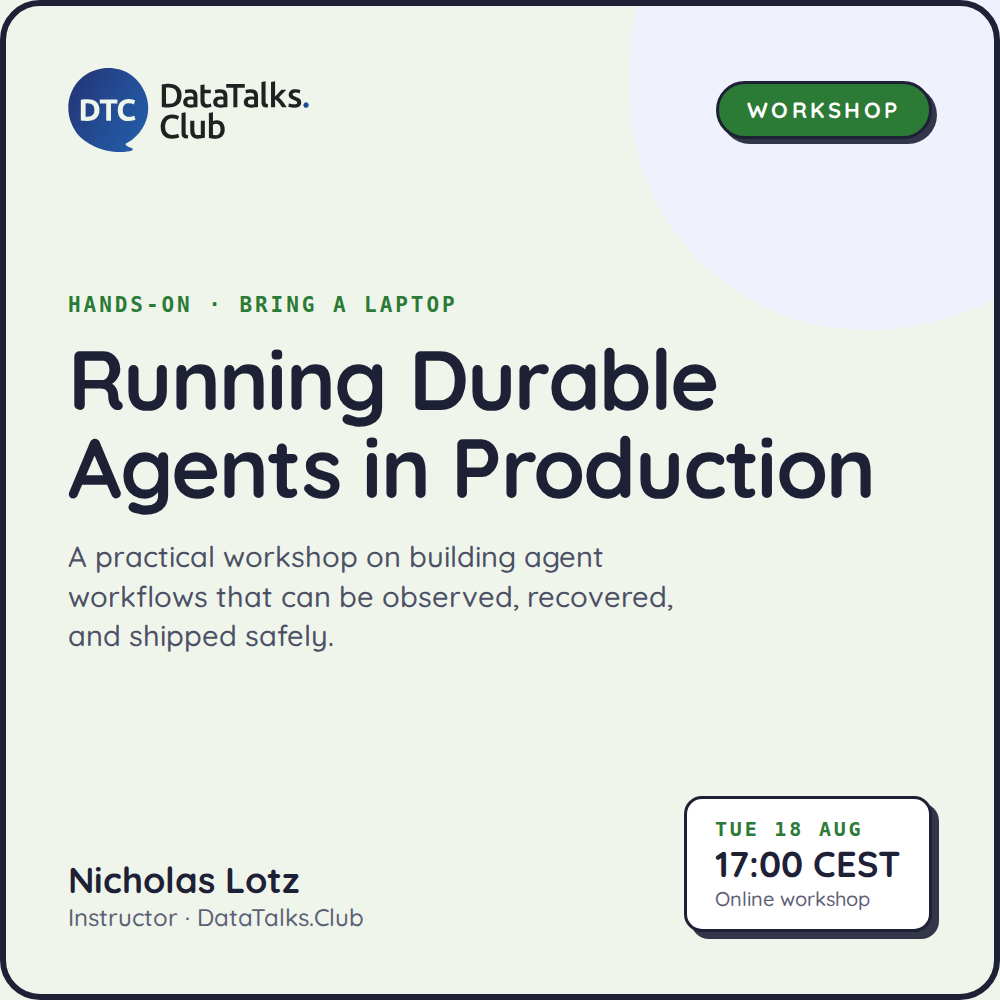 DTC
DataTalks.
Club
WORKSHOP
HANDS-ON · BRING A LAPTOP
Running Durable
Agents in Production
A practical workshop on building agent
workflows that can be observed, recovered,
and shipped safely.
Nicholas Lotz
Instructor · DataTalks.Club
TUE 18 AUG
17:00 CEST
Online workshop